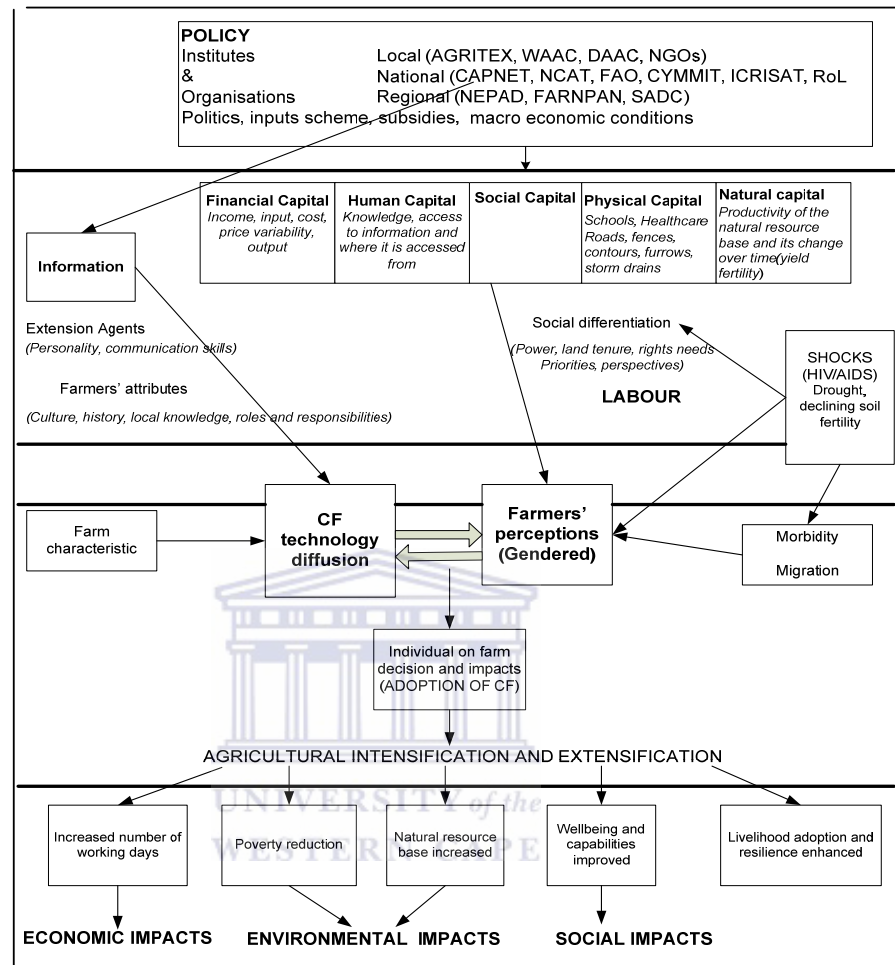 POLICY
Institutes Local (AGRITEX, WAAC, DAAC, NGOs)
& National (CAPNET, NCAT, FAO, CYMMIT, ICRISAT, RoL
Organisations Regional (NEPAD, FARNPAN, SADC)
Politics, inputs scheme, subsidies, macro economic conditions
Financial Capital
Income, input, cost,
price variability,
output
Human Capital
Knowledge, access
to information and
where it is accessed
from
Social Capital
Physical Capital
Schools, Healthcare
Roads, fences,
contours, furrows,
storm drains
Natural capital
Productivity of the
natural resource
base and its change
over time(yield
fertility)
Information
Extension Agents
(Personality, communication skills)
Farmers' attributes
(Culture, history, local knowledge, roles and responsibilities)
Social differentiation
(Power, land tenure, rights needs
Priorities, perspectives)
LABOUR
SHOCKS
(HIV/AIDS)
Drought,
declining soil
fertility
Farm
characteristic
CF
technology
diffusion
Farmers'
perceptions
(Gendered)
Morbidity
Migration
Individual on farm
decision and impacts
(ADOPTION OF CF)
AGRICULTURAL INTENSIFICATION AND EXTENSIFICATION
UNIVERSITY of the
WESTERN CAPE
Increased number of
working days
Poverty reduction
Natural resource
base increased
Wellbeing and
capabilities
improved
Livelihood adoption and
resilience enhanced
ECONOMIC IMPACTS
ENVIRONMENTAL IMPACTS
SOCIAL IMPACTS